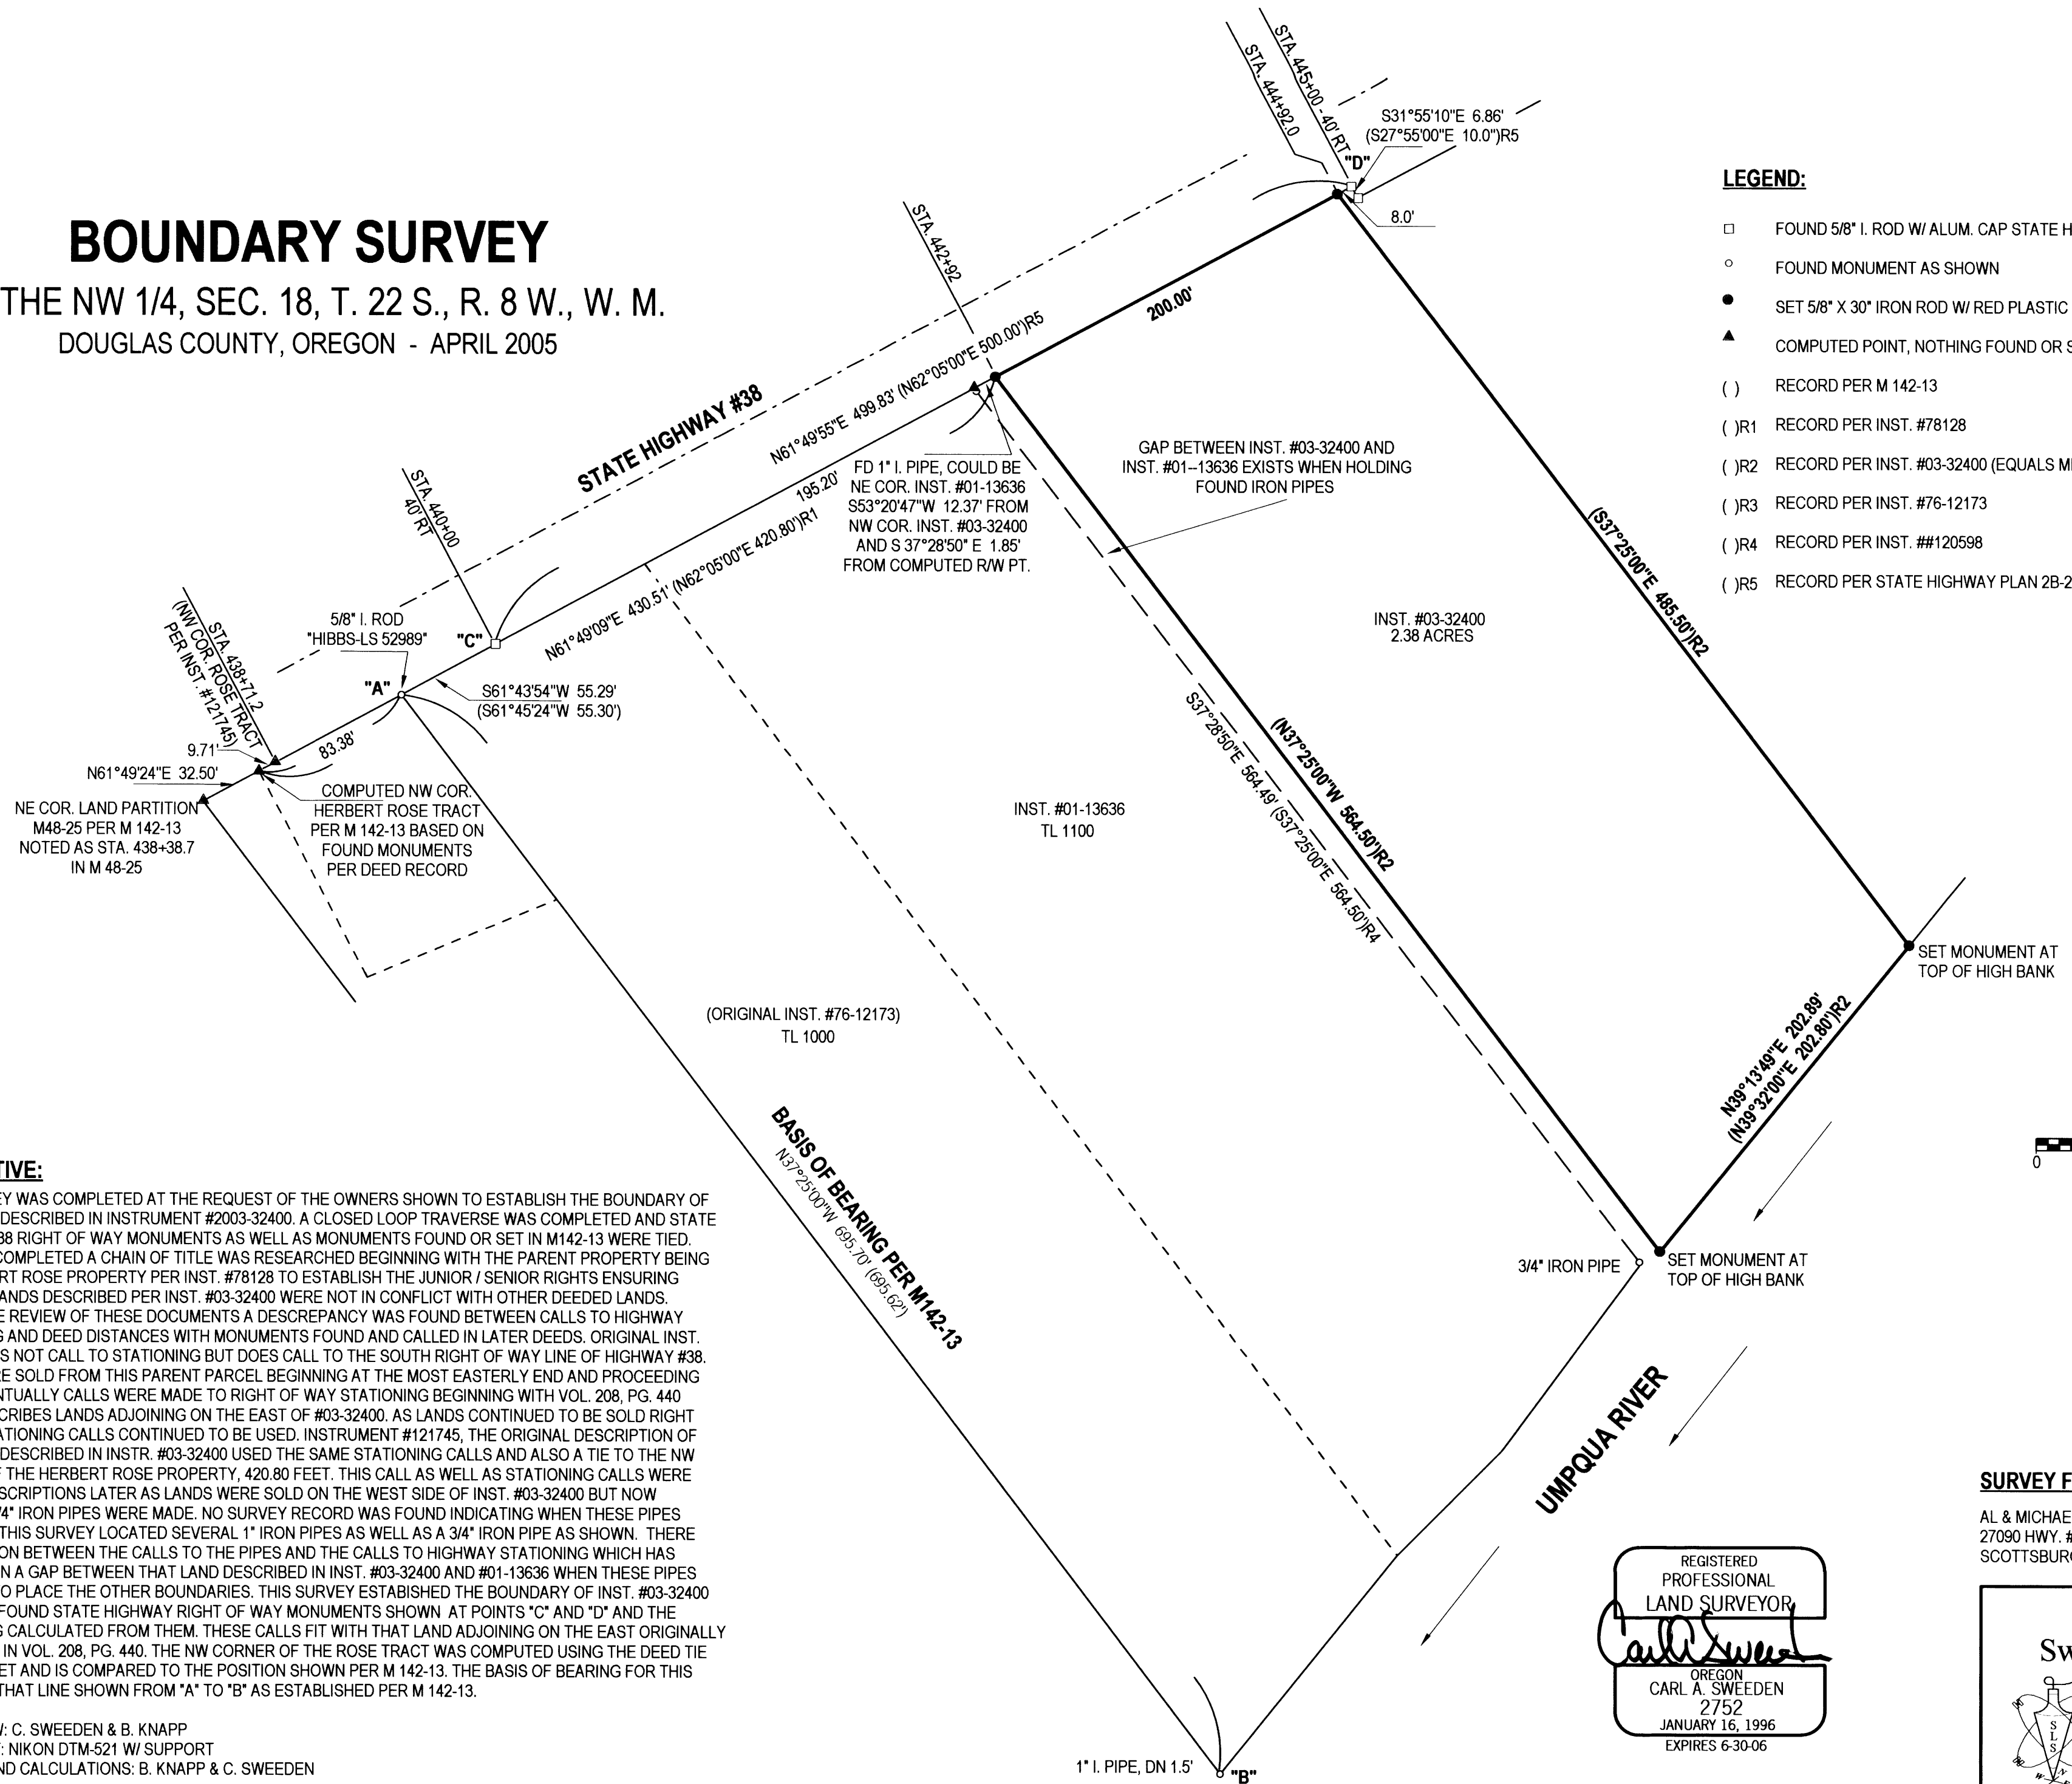 BOUNDARY SURVEY
THE NW 1/4, SEC. 18, T. 22 S., R. 8 W., W. M.
DOUGLAS COUNTY, OREGON - APRIL 2005
STA. 444+92.0
STA. 445+00 - 40' RT
S31°55'10"E 6.86'
(S27°55'00"E 10.0")R5
"D"
8.0'
STA. 442+92
200.00'
STATE HIGHWAY #38
N61°49'55"E 499.83' (N62°05'00"E 500.00')R5
195.20'
N61°49'09"E 430.51' (N62°05'00"E 420.80')R1
STA. 440+00
40' RT
FD 1" I. PIPE, COULD BE
NE COR. INST. #01-13636
S53°20'47"W 12.37' FROM
NW COR. INST. #03-32400
AND S 37°28'50" E 1.85'
FROM COMPUTED R/W PT.
GAP BETWEEN INST. #03-32400 AND
INST. #01--13636 EXISTS WHEN HOLDING
FOUND IRON PIPES
5/8" I. ROD
"HIBBS-LS 52989"
"C"
"A"
S61°43'54"W 55.29'
(S61°45'24"W 55.30')
STA. 438+71.2
(NW COR. ROSE TRACT
PER INST. #121745)
9.71'
83.38'
N61°49'24"E 32.50'
NE COR. LAND PARTITION
M48-25 PER M 142-13
NOTED AS STA. 438+38.7
IN M 48-25
COMPUTED NW COR.
HERBERT ROSE TRACT
PER M 142-13 BASED ON
FOUND MONUMENTS
PER DEED RECORD
INST. #03-32400
2.38 ACRES
(S37°25'00"E 485.50')R2
(N37°25'00"W 564.50')R2
S37°28'50"E 564.49' (S37°25'00"E 564.50')R4
INST. #01-13636
TL 1100
(ORIGINAL INST. #76-12173)
TL 1000
BASIS OF BEARING PER M142-13
N37°25'00"W 695.70' (695.62')
SET MONUMENT AT
TOP OF HIGH BANK
N39°13'49"E 202.89'
(N39°32'00"E 202.80')R2
3/4" IRON PIPE
SET MONUMENT AT
TOP OF HIGH BANK
UMPQUA RIVER
1" I. PIPE, DN 1.5'
"B"
LEGEND:
FOUND 5/8" I. ROD W/ ALUM. CAP STATE H
FOUND MONUMENT AS SHOWN
SET 5/8" X 30" IRON ROD W/ RED PLASTIC
COMPUTED POINT, NOTHING FOUND OR S
( ) RECORD PER M 142-13
( )R1 RECORD PER INST. #78128
( )R2 RECORD PER INST. #03-32400 (EQUALS M
( )R3 RECORD PER INST. #76-12173
( )R4 RECORD PER INST. ##120598
( )R5 RECORD PER STATE HIGHWAY PLAN 2B-2
0
TIVE:
EY WAS COMPLETED AT THE REQUEST OF THE OWNERS SHOWN TO ESTABLISH THE BOUNDARY OF
DESCRIBED IN INSTRUMENT #2003-32400. A CLOSED LOOP TRAVERSE WAS COMPLETED AND STATE
38 RIGHT OF WAY MONUMENTS AS WELL AS MONUMENTS FOUND OR SET IN M142-13 WERE TIED.
COMPLETED A CHAIN OF TITLE WAS RESEARCHED BEGINNING WITH THE PARENT PROPERTY BEING
RT ROSE PROPERTY PER INST. #78128 TO ESTABLISH THE JUNIOR / SENIOR RIGHTS ENSURING
ANDS DESCRIBED PER INST. #03-32400 WERE NOT IN CONFLICT WITH OTHER DEEDED LANDS.
E REVIEW OF THESE DOCUMENTS A DESCREPANCY WAS FOUND BETWEEN CALLS TO HIGHWAY
G AND DEED DISTANCES WITH MONUMENTS FOUND AND CALLED IN LATER DEEDS. ORIGINAL INST.
S NOT CALL TO STATIONING BUT DOES CALL TO THE SOUTH RIGHT OF WAY LINE OF HIGHWAY #38.
E SOLD FROM THIS PARENT PARCEL BEGINNING AT THE MOST EASTERLY END AND PROCEEDING
NTUALLY CALLS WERE MADE TO RIGHT OF WAY STATIONING BEGINNING WITH VOL. 208, PG. 440
CRIBES LANDS ADJOINING ON THE EAST OF #03-32400. AS LANDS CONTINUED TO BE SOLD RIGHT
ATIONING CALLS CONTINUED TO BE USED. INSTRUMENT #121745, THE ORIGINAL DESCRIPTION OF
DESCRIBED IN INSTR. #03-32400 USED THE SAME STATIONING CALLS AND ALSO A TIE TO THE NW
F THE HERBERT ROSE PROPERTY, 420.80 FEET. THIS CALL AS WELL AS STATIONING CALLS WERE
SCRIPTIONS LATER AS LANDS WERE SOLD ON THE WEST SIDE OF INST. #03-32400 BUT NOW
/4" IRON PIPES WERE MADE. NO SURVEY RECORD WAS FOUND INDICATING WHEN THESE PIPES
THIS SURVEY LOCATED SEVERAL 1" IRON PIPES AS WELL AS A 3/4" IRON PIPE AS SHOWN. THERE
ON BETWEEN THE CALLS TO THE PIPES AND THE CALLS TO HIGHWAY STATIONING WHICH HAS
N A GAP BETWEEN THAT LAND DESCRIBED IN INST. #03-32400 AND #01-13636 WHEN THESE PIPES
O PLACE THE OTHER BOUNDARIES. THIS SURVEY ESTABISHED THE BOUNDARY OF INST. #03-32400
FOUND STATE HIGHWAY RIGHT OF WAY MONUMENTS SHOWN AT POINTS "C" AND "D" AND THE
G CALCULATED FROM THEM. THESE CALLS FIT WITH THAT LAND ADJOINING ON THE EAST ORIGINALLY
IN VOL. 208, PG. 440. THE NW CORNER OF THE ROSE TRACT WAS COMPUTED USING THE DEED TIE
ET AND IS COMPARED TO THE POSITION SHOWN PER M 142-13. THE BASIS OF BEARING FOR THIS
THAT LINE SHOWN FROM "A" TO "B" AS ESTABLISHED PER M 142-13.
W: C. SWEEDEN & B. KNAPP
T: NIKON DTM-521 W/ SUPPORT
ND CALCULATIONS: B. KNAPP & C. SWEEDEN
REGISTERED
PROFESSIONAL
LAND SURVEYOR
OREGON
CARL A. SWEEDEN
2752
JANUARY 16, 1996
EXPIRES 6-30-06
SURVEY F
AL & MICHAE
27090 HWY. #
SCOTTSBURG
Sw
S
L
S